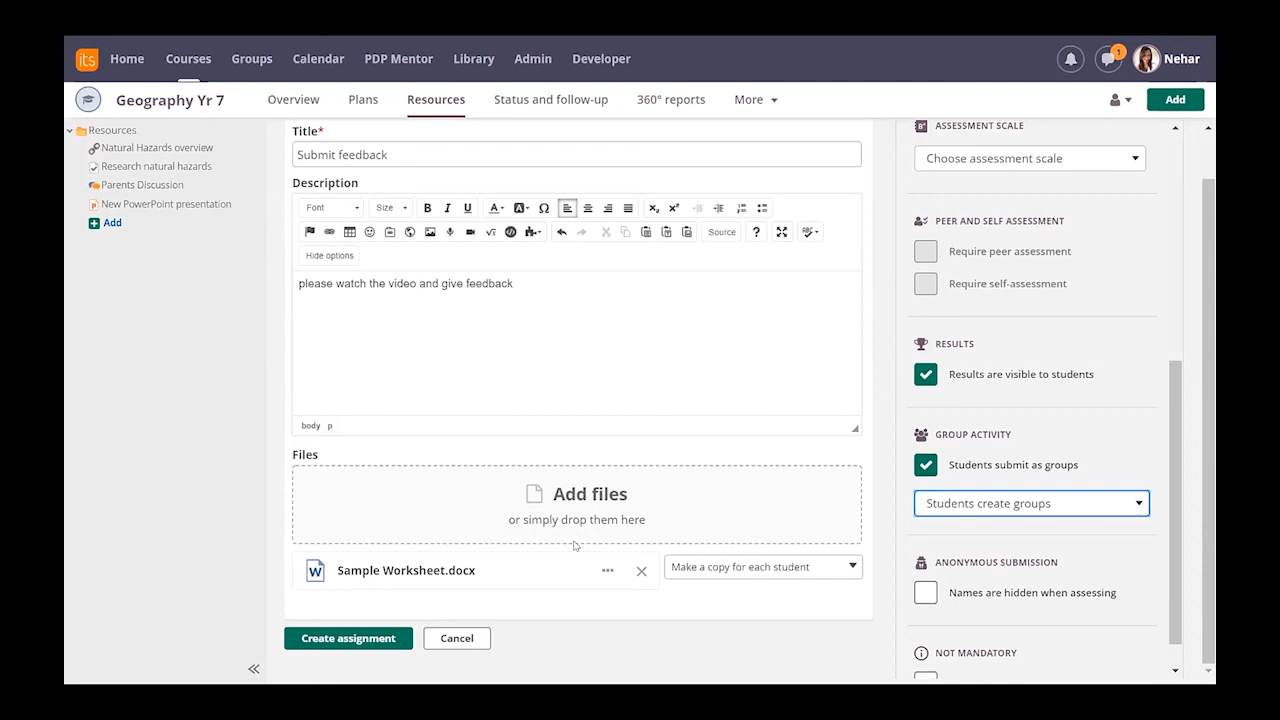 its Home Courses Groups Calendar PDP Mentor Library Admin Developer 1 Nehar
Geography Yr 7 Overview Plans Resources Status and follow-up 360° reports More Add
Resources
Natural Hazards overview
Research natural hazards
Parents Discussion
New PowerPoint presentation
Add
Title*
Submit feedback
Description
Font Size B I U A A Ω
Source ?
Hide options
please watch the video and give feedback
body p
Files
Add files
or simply drop them here
W Sample Worksheet.docx Make a copy for each student
Create assignment Cancel
ASSESSMENT SCALE
Choose assessment scale
PEER AND SELF ASSESSMENT
Require peer assessment
Require self-assessment
RESULTS
Results are visible to students
GROUP ACTIVITY
Students submit as groups
Students create groups
ANONYMOUS SUBMISSION
Names are hidden when assessing
NOT MANDATORY